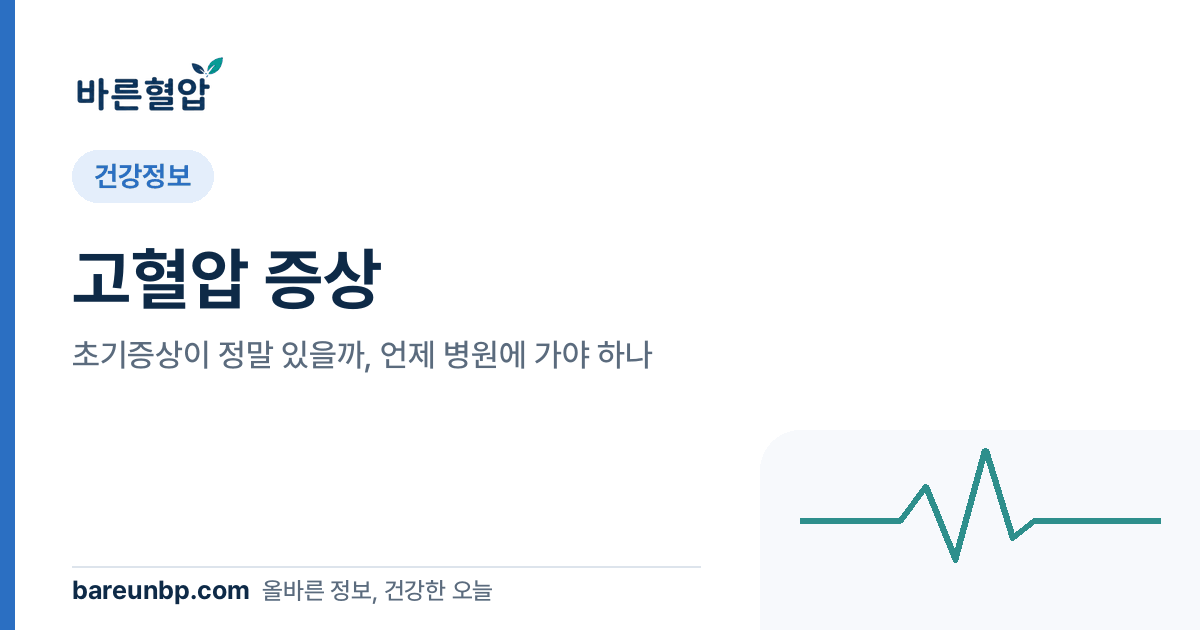 바른혈압
건강정보
고혈압 증상
초기증상이 정말 있을까, 언제 병원에 가야 하나
bareunbp.com 올바른 정보, 건강한 오늘